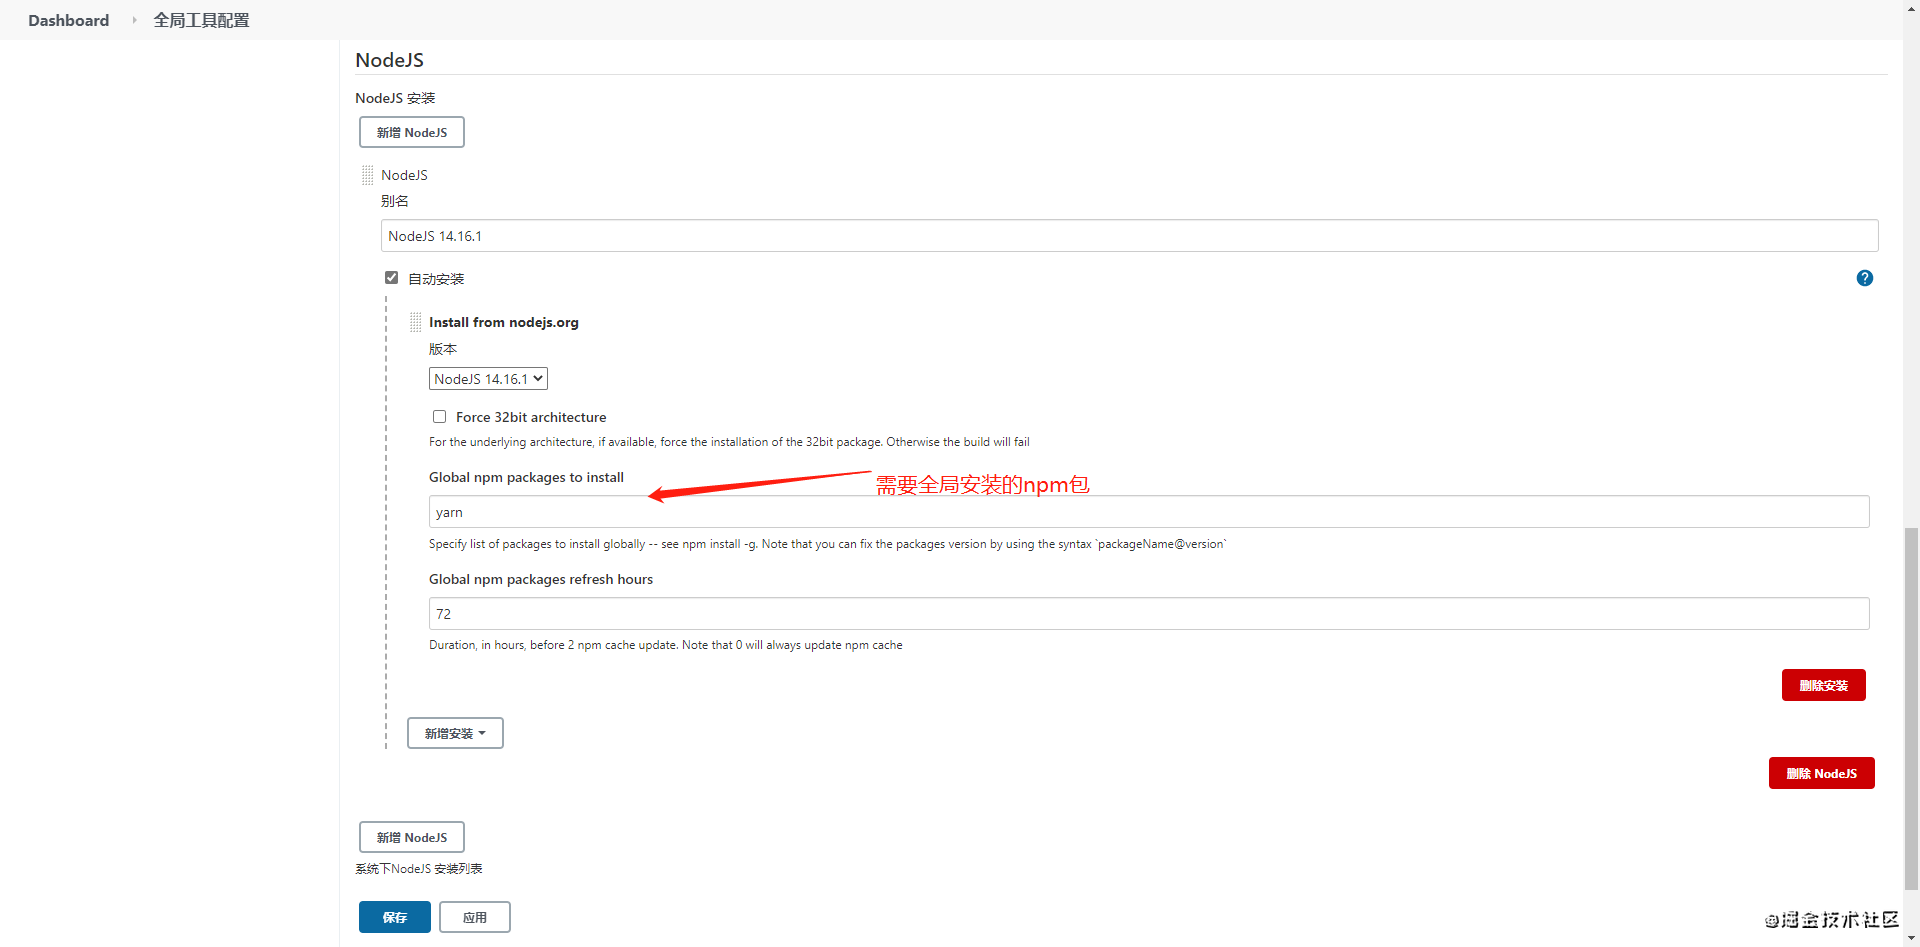 Dashboard 全局工具配置
NodeJS
NodeJS 安装
新增 NodeJS
NodeJS
别名
NodeJS 14.16.1
自动安装
?
Install from nodejs.org
版本
NodeJS 14.16.1
Force 32bit architecture
For the underlying architecture, if available, force the installation of the 32bit package. Otherwise the build will fail
Global npm packages to install
需要全局安装的npm包
yarn
Specify list of packages to install globally -- see npm install -g. Note that you can fix the packages version by using the syntax `packageName@version`
Global npm packages refresh hours
72
Duration, in hours, before 2 npm cache update. Note that 0 will always update npm cache
删除安装
新增安装
删除 NodeJS
新增 NodeJS
系统下NodeJS 安装列表
保存 应用
@掘金技术社区